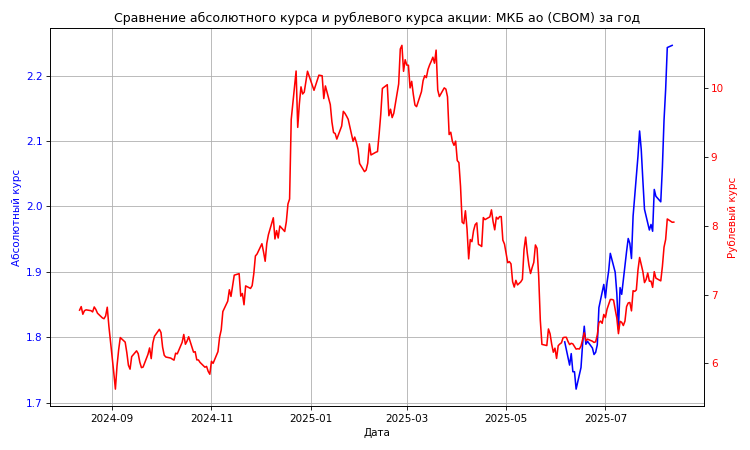 Сравнение абсолютного курса и рублевого курса акции: МКБ ао (CBOM) за год
Абсолютный курс
2.2
2.1
2.0
1.9
1.8
1.7
10
9
8
7
6
Рублевый курс
2024-09 2024-11 2025-01 2025-03 2025-05 2025-07
Дата